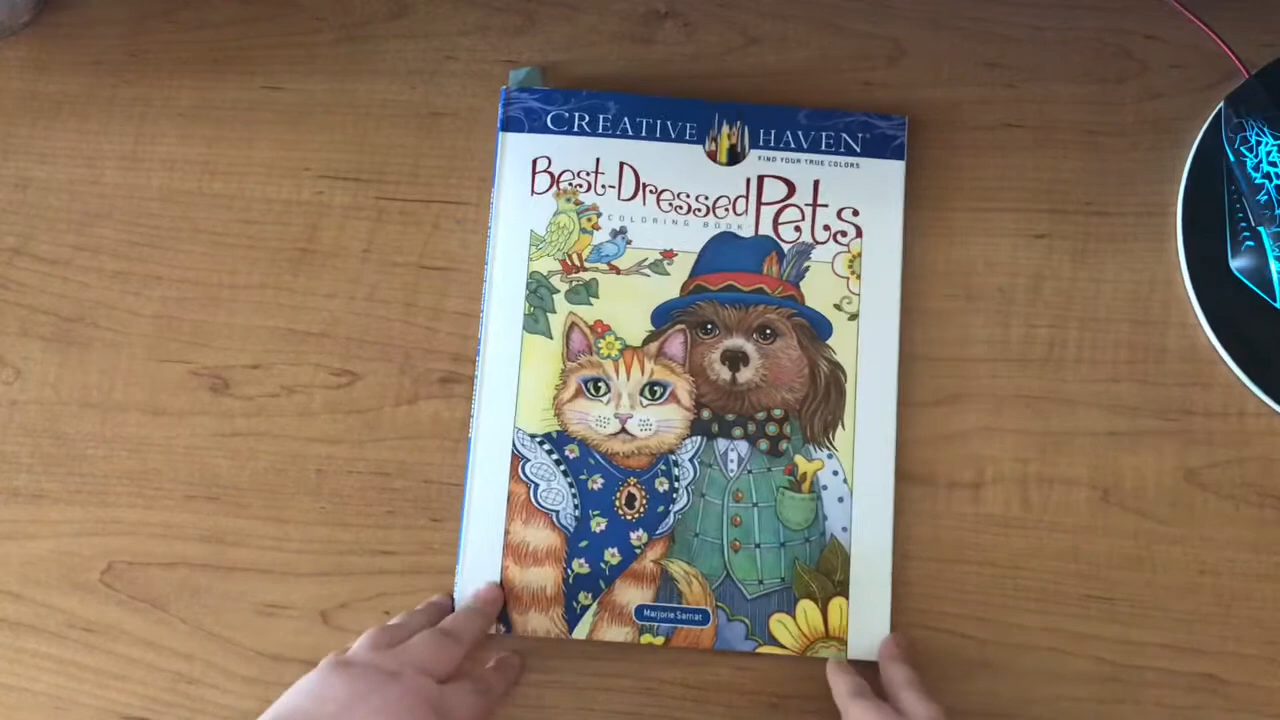 CREATIVE HAVEN®
FIND YOUR TRUE COLORS
Best-Dressed Pets
COLORING BOOK
Marjorie Sarnat